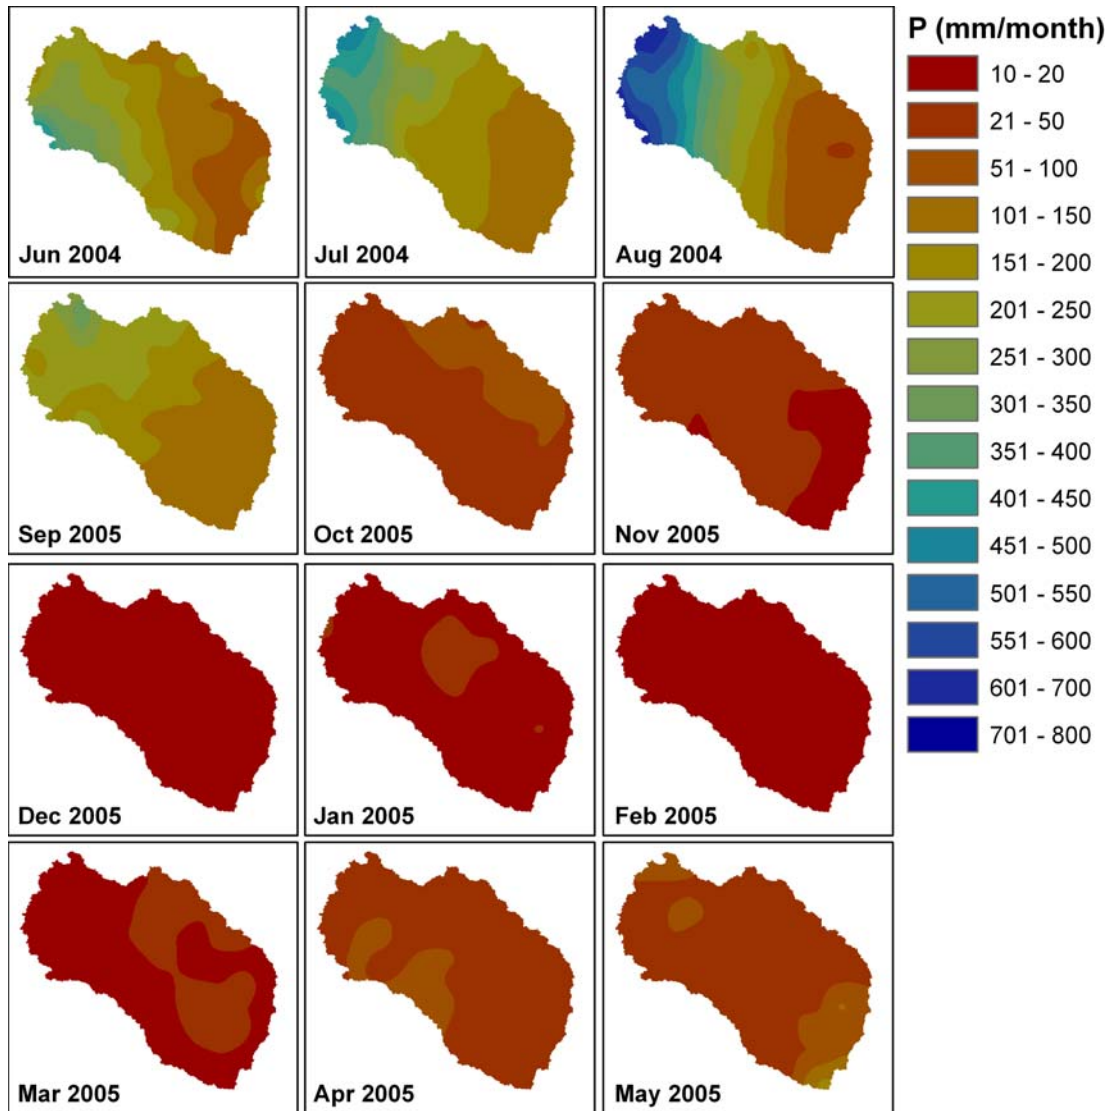 P (mm/month)
10 - 20
21 - 50
51 - 100
101 - 150
151 - 200
201 - 250
251 - 300
301 - 350
351 - 400
401 - 450
451 - 500
501 - 550
551 - 600
601 - 700
701 - 800
Jun 2004
Jul 2004
Aug 2004
Sep 2005
Oct 2005
Nov 2005
Dec 2005
Jan 2005
Feb 2005
Mar 2005
Apr 2005
May 2005